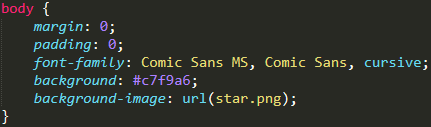 body {
    margin: 0;
    padding: 0;
    font-family: Comic Sans MS, Comic Sans, cursive;
    background: #c7f9a6;
    background-image: url(star.png);
}